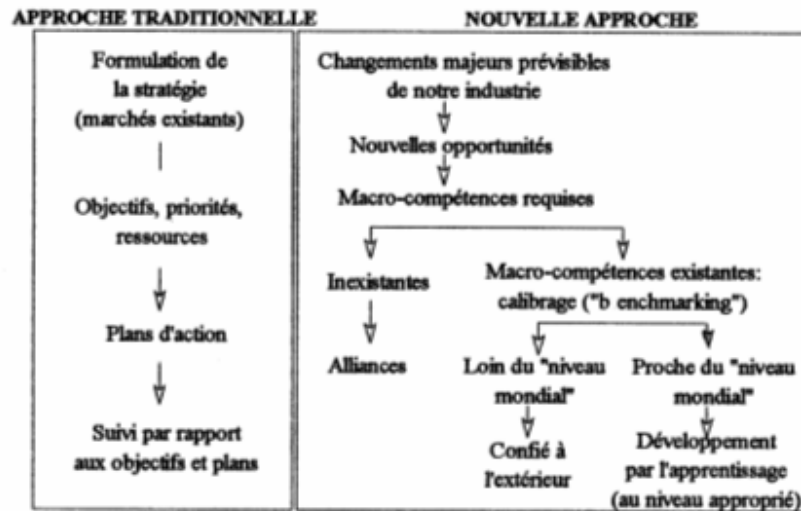 APPROCHE TRADITIONNELLE
Formulation de
la stratégie
(marchés existants)
Objectifs, priorités,
ressources
Plans d'action
Suivi par rapport
aux objectifs et plans
NOUVELLE APPROCHE
Changements majeurs prévisibles
de notre industrie
Nouvelles opportunités
Macro-compétences requises
Inexistantes
Alliances
Macro-compétences existantes:
calibrage ("b enchmarking")
Loin du "niveau
mondial"
Confié à
l'extérieur
Proche du "niveau
mondial"
Développement
par l'apprentissage
(au niveau approprié)